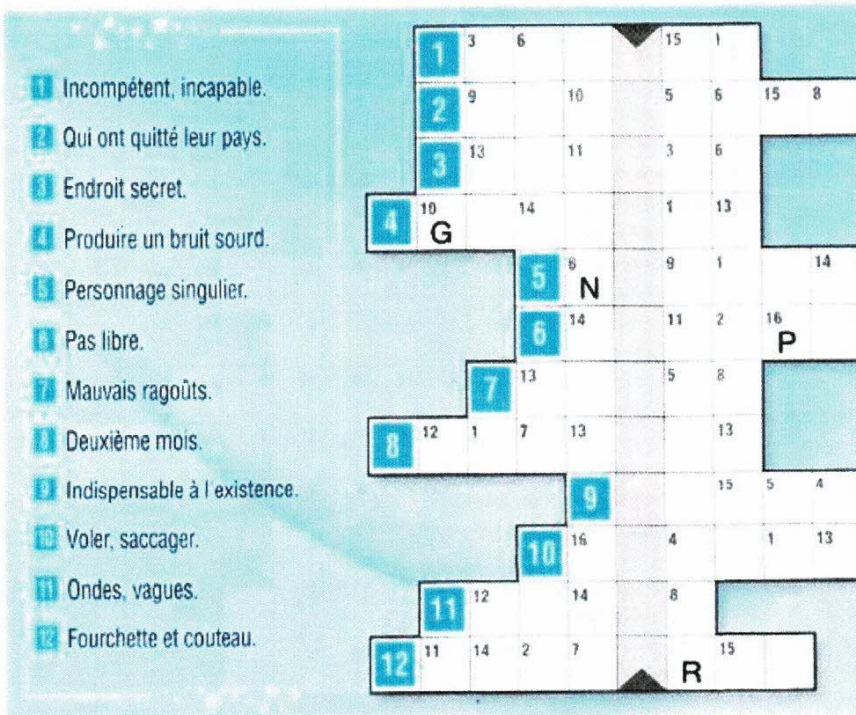 1 Incompétent, incapable.
2 Qui ont quitté leur pays.
3 Endroit secret.
4 Produire un bruit sourd.
5 Personnage singulier.
6 Pas libre.
7 Mauvais ragoûts.
8 Deuxième mois.
9 Indispensable à l'existence.
10 Voler, saccager.
11 Ondes, vagues.
12 Fourchette et couteau.
1 3 6 15 1
2 9 10 5 6 15 8
3 13 11 3 6
4 10 G 14 1 13
5 6 N 9 1 14
6 14 11 2 16 P
7 13 5 8
8 12 1 7 13 13
9 15 5 4
10 16 4 1 13
11 12 14 8
12 11 14 2 7 R 15